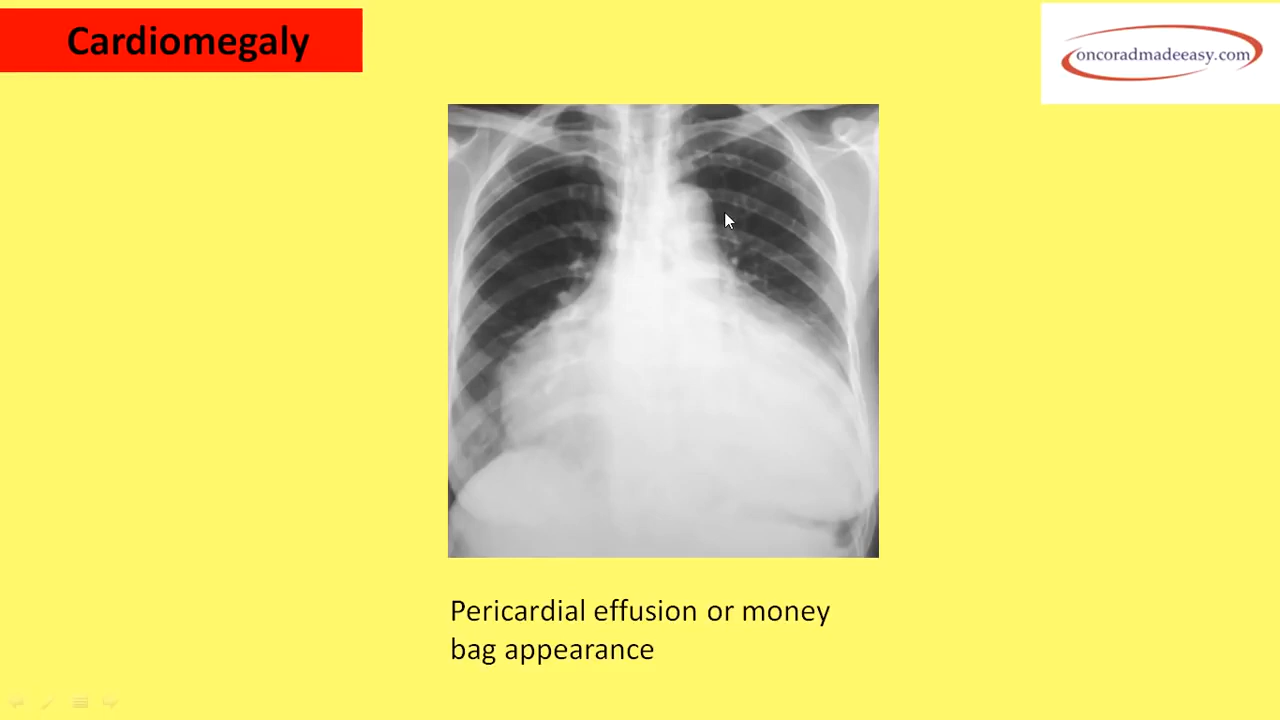 Cardiomegaly
oncoradmadeeasy.com
Pericardial effusion or money
bag appearance